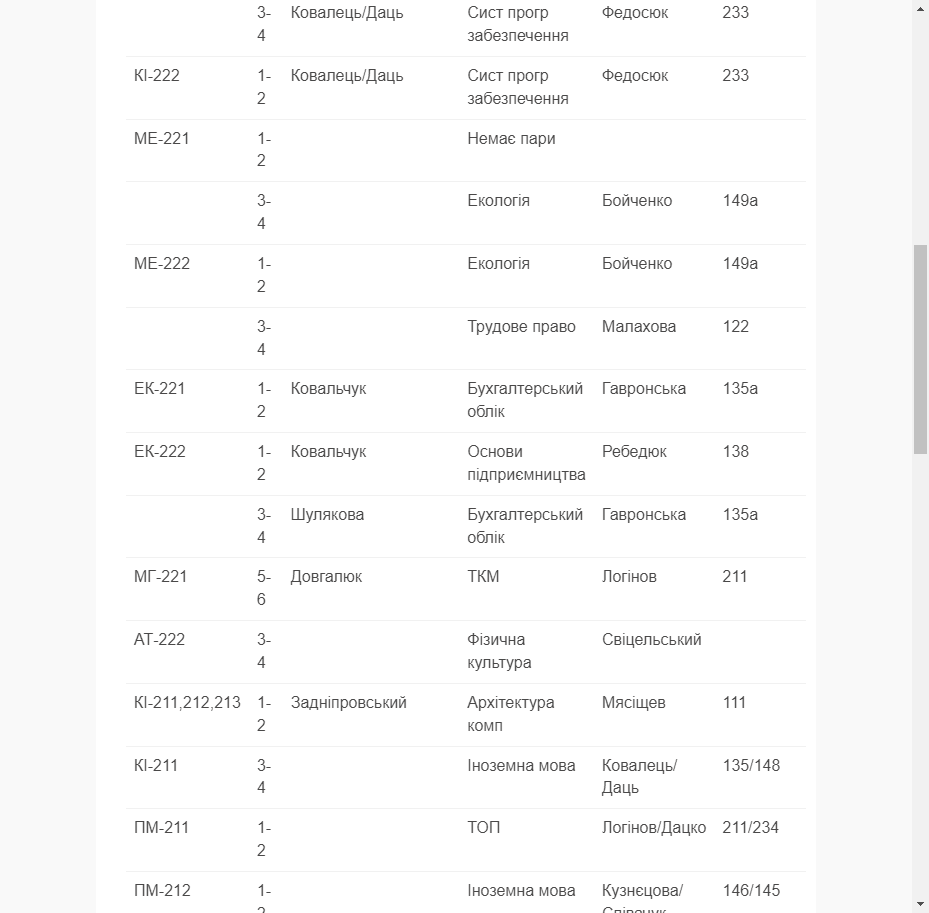 3- Ковалець/Даць Сист прогр Федосюк 233
4 забезпечення
КІ-222 1- Ковалець/Даць Сист прогр Федосюк 233
2 забезпечення
МЕ-221 1- Немає пари
2
3- Екологія Бойченко 149а
4
МЕ-222 1- Екологія Бойченко 149а
2
3- Трудове право Малахова 122
4
ЕК-221 1- Ковальчук Бухгалтерський Гавронська 135а
2 облік
ЕК-222 1- Ковальчук Основи Ребедюк 138
2 підприємництва
3- Шулякова Бухгалтерський Гавронська 135а
4 облік
МГ-221 5- Довгалюк ТКМ Логінов 211
6
АТ-222 3- Фізична Свіцельський
4 культура
КІ-211,212,213 1- Задніпровський Архітектура Мясіщев 111
2 комп
КІ-211 3- Іноземна мова Ковалець/ 135/148
4 Даць
ПМ-211 1- ТОП Логінов/Дацко 211/234
2
ПМ-212 1- Іноземна мова Кузнєцова/ 146/145